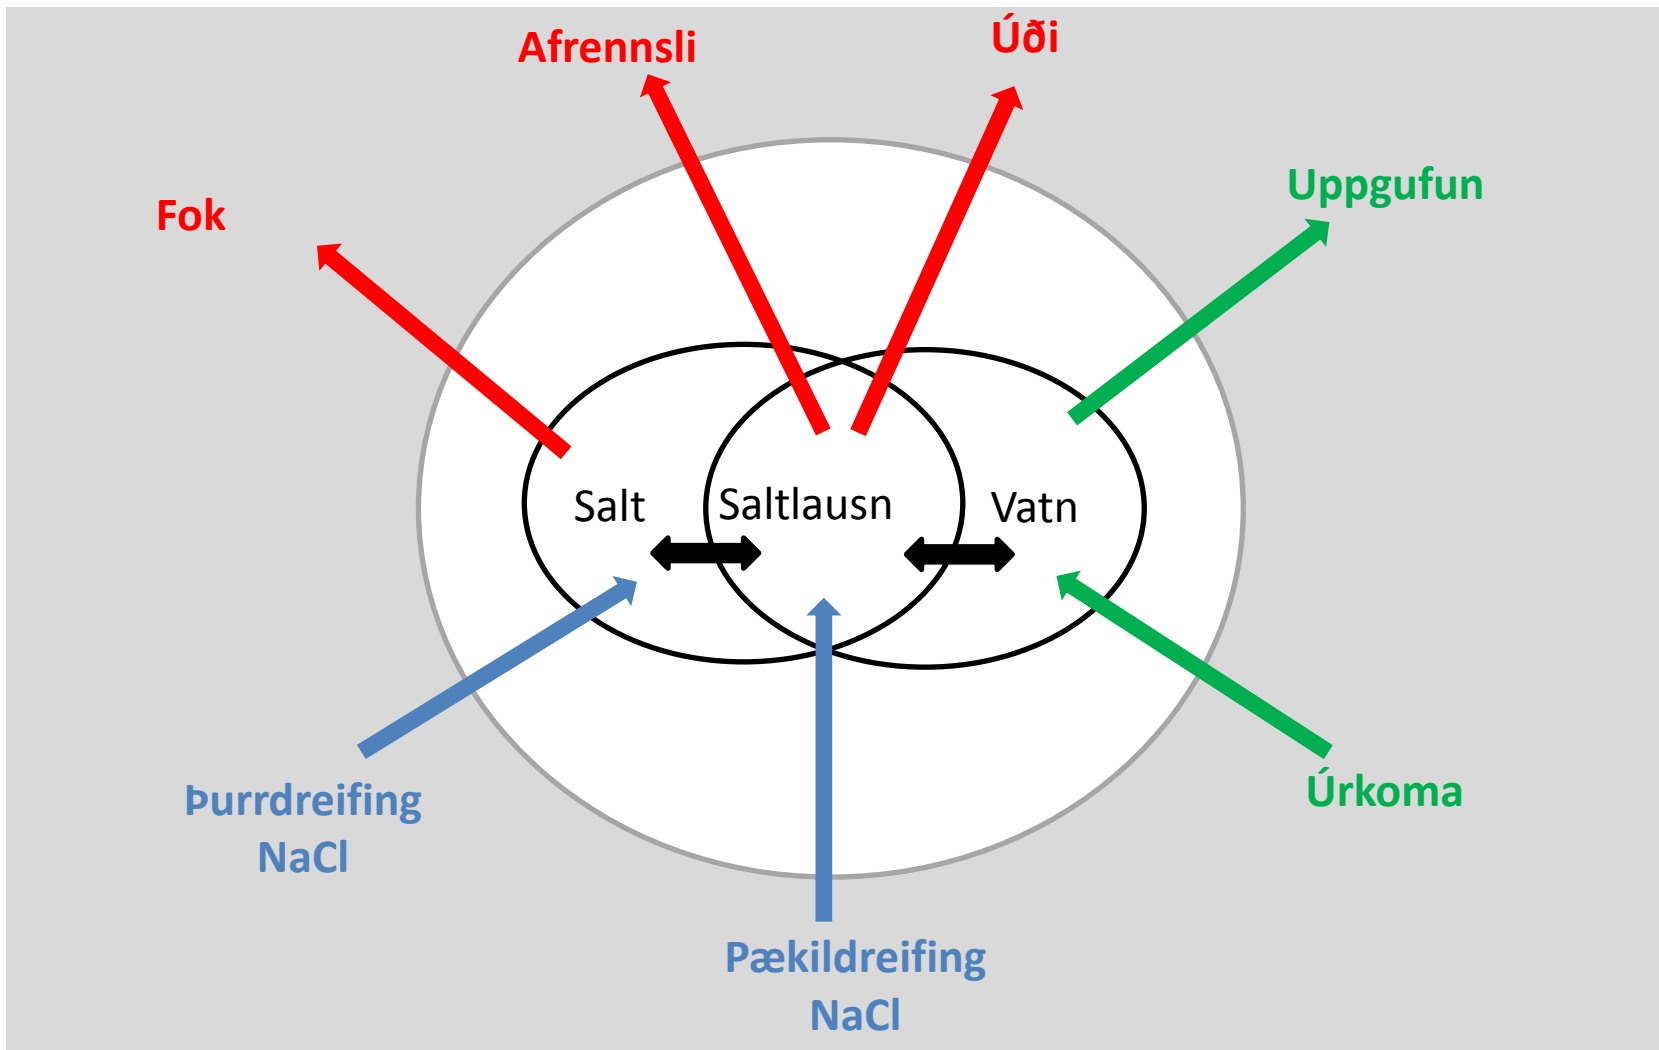 Afrennsli
Úði
Uppgufun
Fok
Salt
Saltlausn
Vatn
Þurrdreifing
NaCl
Úrkoma
Pækildreifing
NaCl